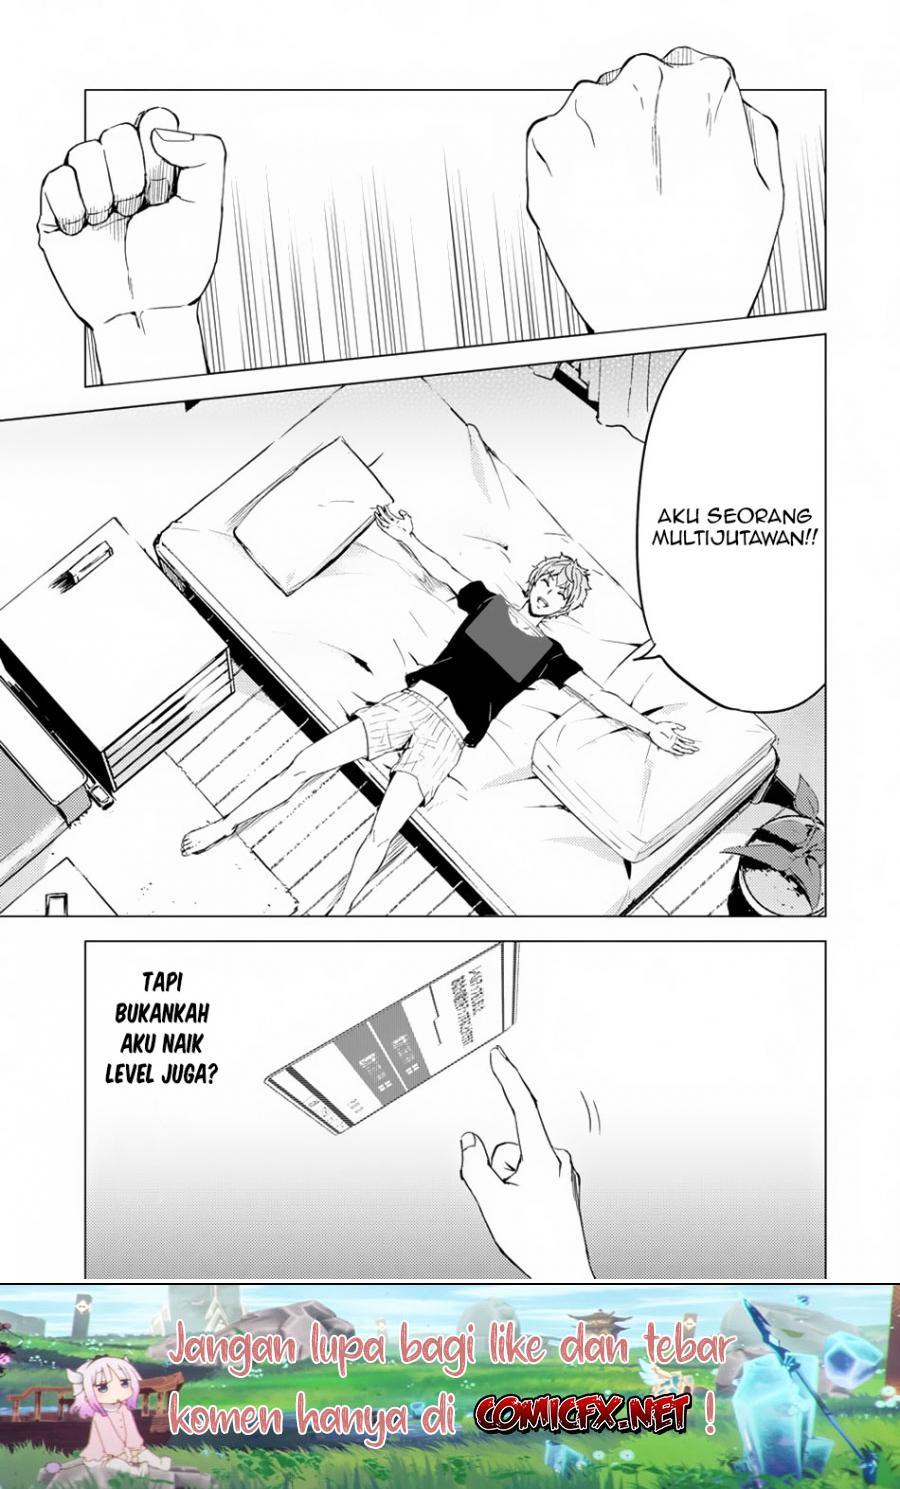 AKU SEORANG
MULTIJUTAWAN!!
TAPI
BUKANKAH
AKU NAIK
LEVEL JUGA?
Jangan lupa bagi like dan tebar
komen hanya di COMICFX.NET !